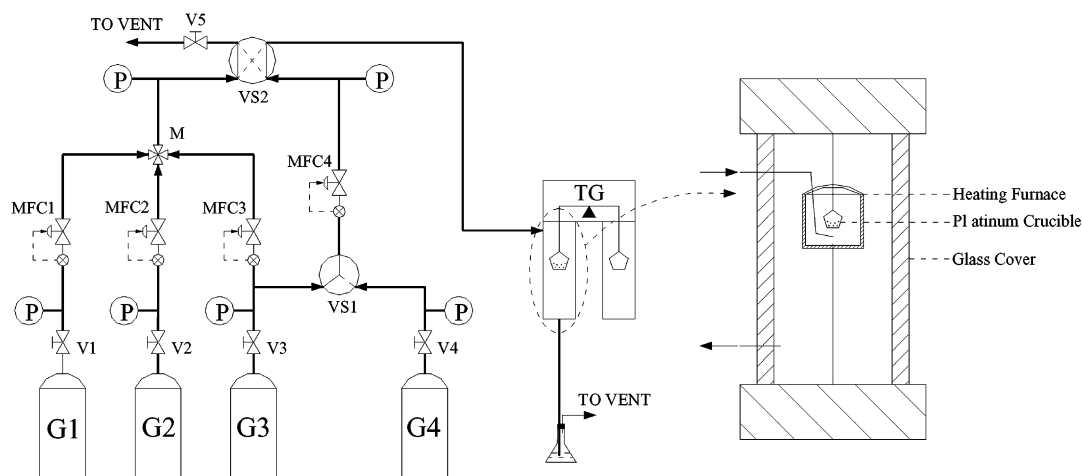 TO VENT
V5
P
P
VS2
M
MFC4
MFC1
MFC2
MFC3
TG
Heating Furnace
Pl atinum Crucible
Glass Cover
VS1
P
P
P
P
V1
V2
V3
V4
TO VENT
G1
G2
G3
G4